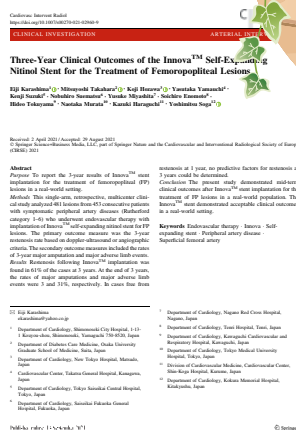 Cardiovasc Intervent Radiol
https://doi.org/10.1007/s00270-021-02940-9
CLINICAL INVESTIGATION
ARTERIAL INTER
Three-Year Clinical Outcomes of the Innova™ Self-Expanding
Nitinol Stent for the Treatment of Femoropopliteal Lesions
Eiji Karashima · Mitsuyoshi Takahara · Koji Hozawa · Yasutaka Yamauchi ·
Kenji Suzuki · Nobuhiro Suematsu · Yusuke Miyashita · Soichiro Enomoto ·
Hideo Tokuyama · Naotaka Murata · Kazuki Haraguchi · Yoshimitsu Soga
Received: 2 April 2021 / Accepted: 29 August 2021
© Springer Science+Business Media, LLC, part of Springer Nature and the Cardiovascular and Interventional Radiological Society of Europe
(CIRSE) 2021
Abstract
Purpose To report the 3-year results of Innova™ stent
implantation for the treatment of femoropopliteal (FP)
lesions in a real-world setting.
Methods This single-arm, retrospective, multicenter clini-
cal study analyzed 481 lesions from 453 consecutive patients
with symptomatic peripheral artery disease (Rutherford
category 1–6) who underwent endovascular therapy with
implantation of Innova™ self-expanding nitinol stent for
FP lesions. The primary outcome measure was the 3-year
restenosis rate based on doppler-ultrasound or angiographic
criteria. The secondary outcome measures included the rates
of 3-year major amputation and major adverse limb events.
Results Restenosis following Innova™ implantation was
found in 61% of the cases at 3 years. At the end of 3 years,
the rates of major amputations and major adverse limb
events were 3 and 31%, respectively. In cases free from
restenosis at 1 year, no predictive factors for restenosis at
3 years could be determined.
Conclusion The present study demonstrated mid-term
clinical outcomes after Innova™ stent implantation for the
treatment of FP lesions in a real-world population. The
Innova™ stent demonstrated acceptable clinical outcomes
in a real-world setting.
Keywords Endovascular therapy · Innova · Self-
expanding stent · Peripheral artery disease ·
Superficial femoral artery
Eiji Karashima
ekarashima@yahoo.co.jp
Department of Cardiology, Shimonoseki City Hospital, 1-13-
1 Koyou-cho, Shimonoseki, Yamaguchi 750-8520, Japan
Department of Diabetes Care Medicine, Osaka University
Graduate School of Medicine, Suita, Japan
Department of Cardiology, New Tokyo Hospital, Matsudo,
Japan
Cardiovascular Center, Takatsu General Hospital, Kanagawa,
Japan
Department of Cardiology, Tokyo Saiseikai Central Hospital,
Tokyo, Japan
Department of Cardiology, Saiseikai Fukuoka General
Hospital, Fukuoka, Japan
Department of Cardiology, Nagano Red Cross Hospital,
Nagano, Japan
Department of Cardiology, Tenri Hospital, Tenri, Japan
Department of Cardiology, Kawaguchi Cardiovascular and
Respiratory Hospital, Kawaguchi, Japan
Department of Cardiology, Tokyo Medical University
Hospital, Tokyo, Japan
Division of Cardiovascular Medicine, Cardiovascular Center,
Hospital, Kasuya, Japan
Department of Cardiology, Kokura Memorial Hospital,
Kitakyushu, Japan
Springer